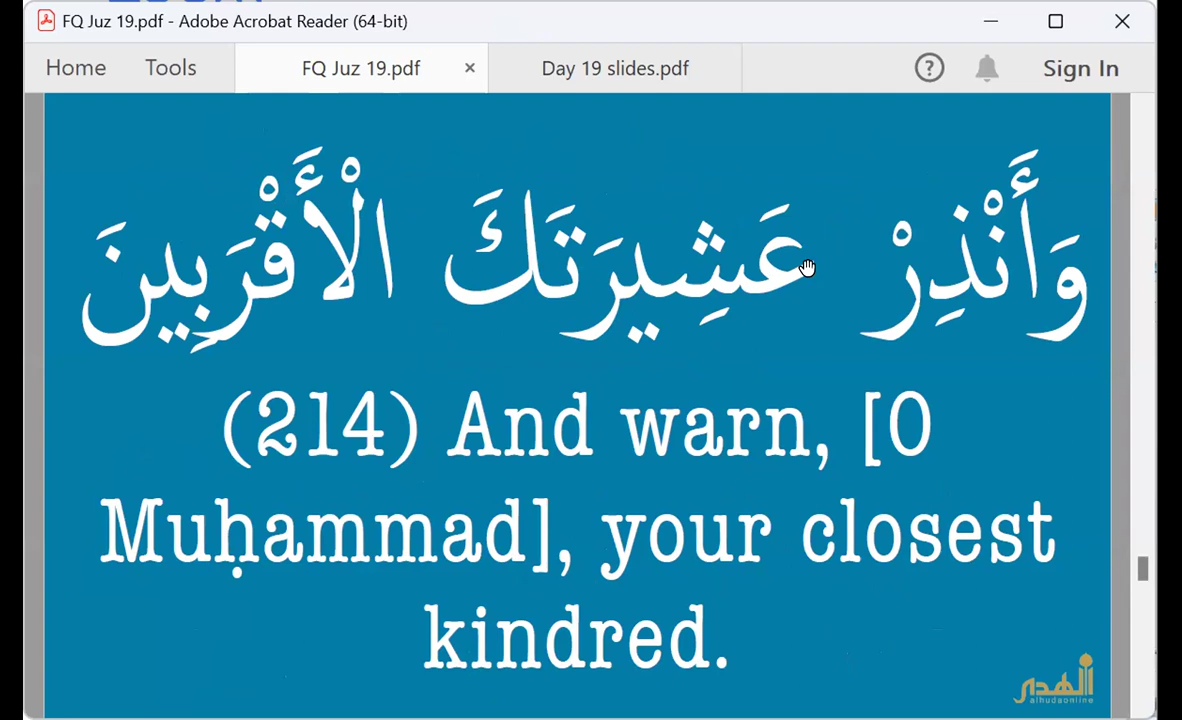 FQ Juz 19.pdf - Adobe Acrobat Reader (64-bit)
Home Tools FQ Juz 19.pdf × Day 19 slides.pdf ? Sign In
وَأَنْذِرْ عَشِيرَتَكَ الْأَقْرَبِينَ
(214) And warn, [O
Muḥammad], your closest
kindred.
الهدى
alhudaonline